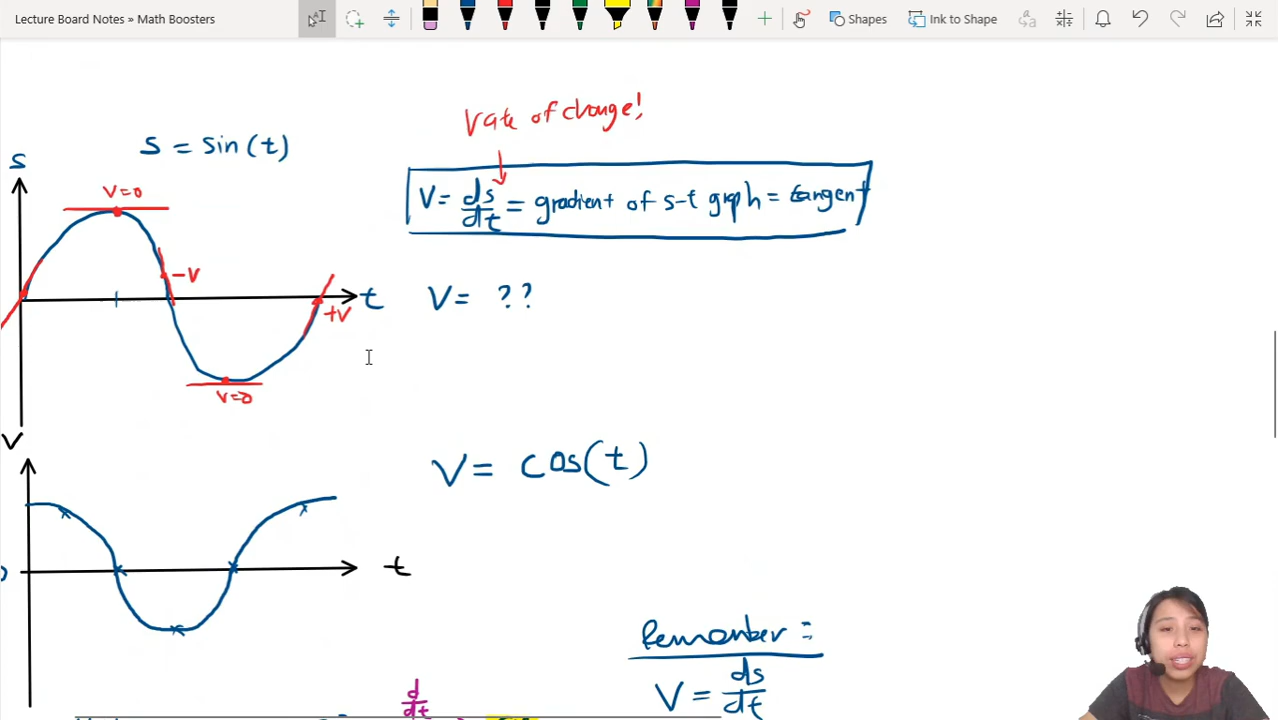 Lecture Board Notes » Math Boosters
Shapes
Ink to Shape
rate of change!
s = sin(t)
s
V=0
V = ds/dt = gradient of s-t graph = tangent
-V
t
V= ??
+V
V=0
V
V= cos(t)
t
Remember:
V = ds/dt
d/dt